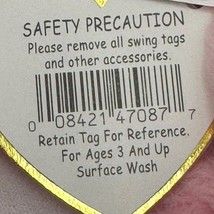 SAFETY PRECAUTION
Please remove all swing tags
and other accessories.
0 08421 47087 7
Retain Tag For Reference.
For Ages 3 And Up
Surface Wash